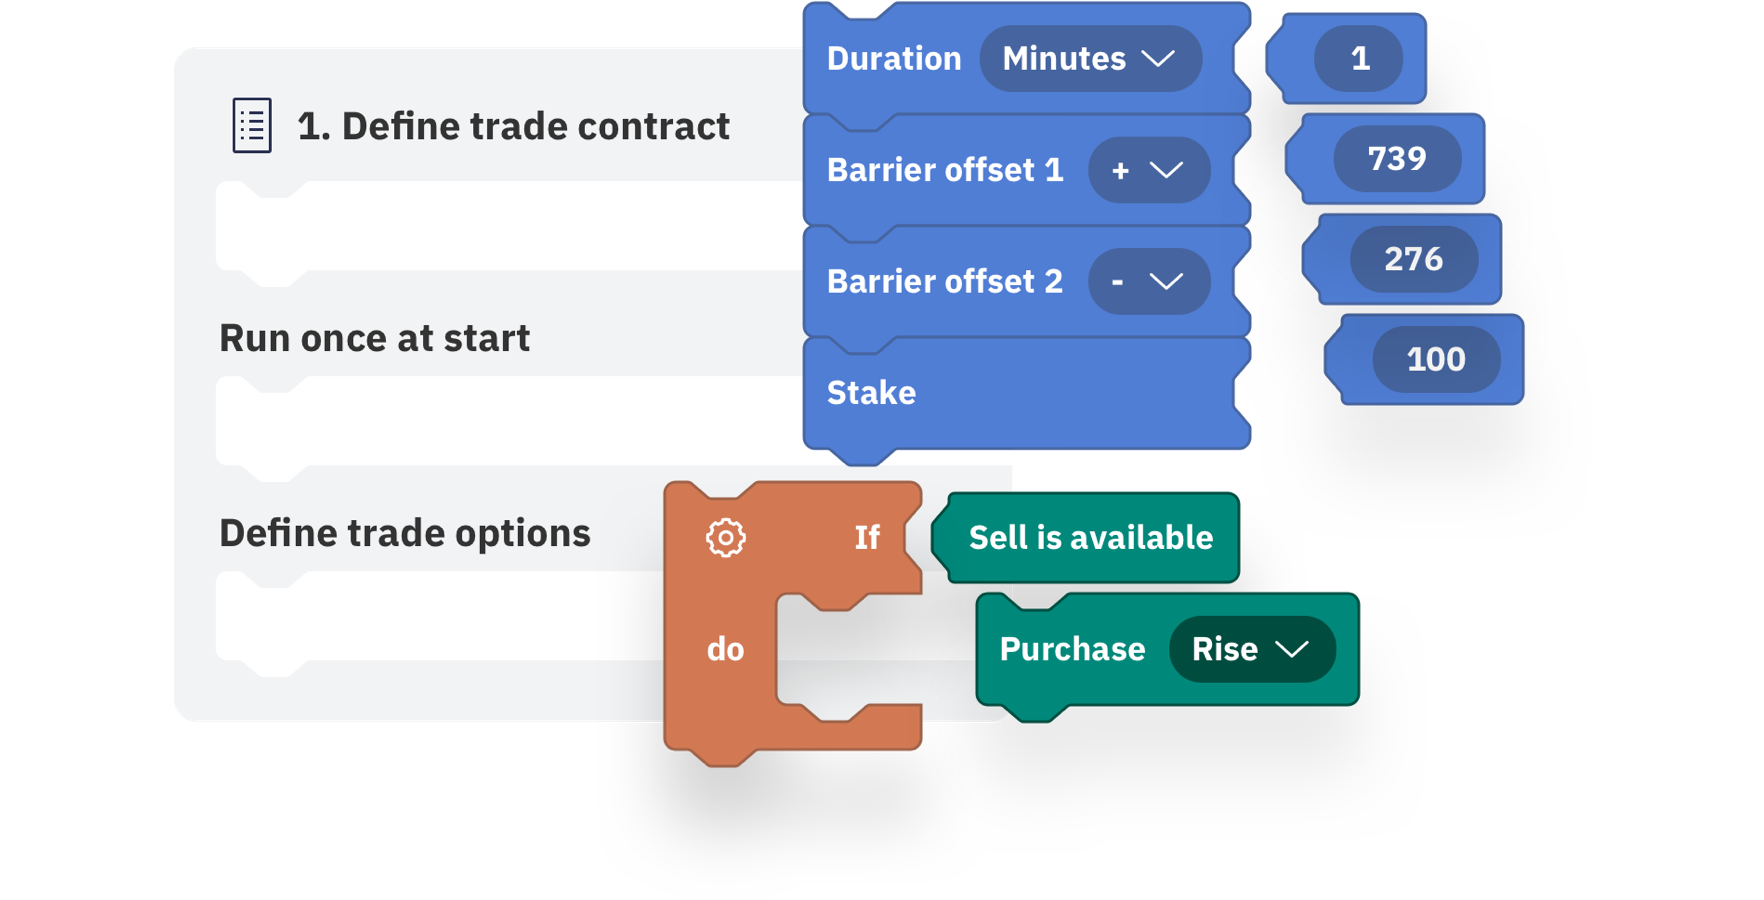 Duration Minutes 1
1. Define trade contract
Barrier offset 1 + 739
Barrier offset 2 - 276
Run once at start
Stake 100
Define trade options
If Sell is available
do Purchase Rise